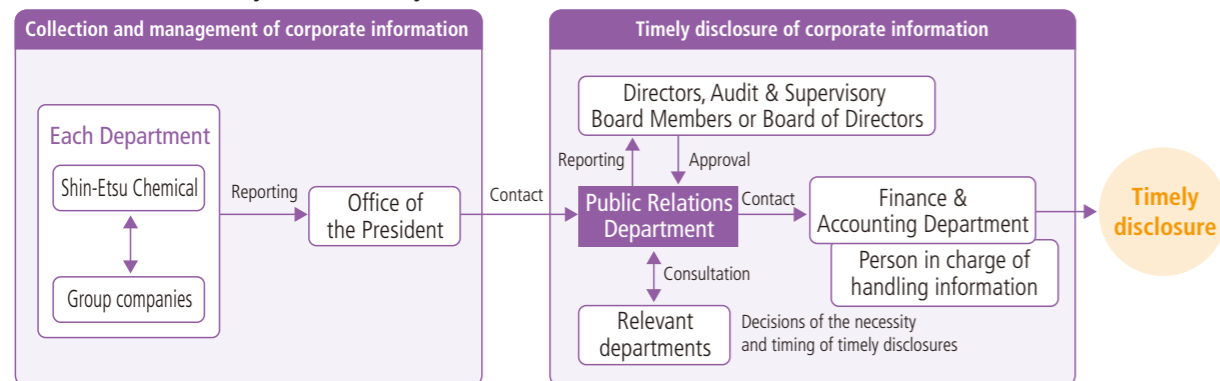 Collection and management of corporate information
Each Department
Shin-Etsu Chemical
Group companies
Reporting
Office of
the President
Contact
Timely disclosure of corporate information
Directors, Audit & Supervisory
Board Members or Board of Directors
Reporting
Approval
Public Relations
Department
Contact
Finance &
Accounting Department
Person in charge of
handling information
Consultation
Relevant
departments
Decisions of the necessity
and timing of timely disclosures
Timely
disclosure